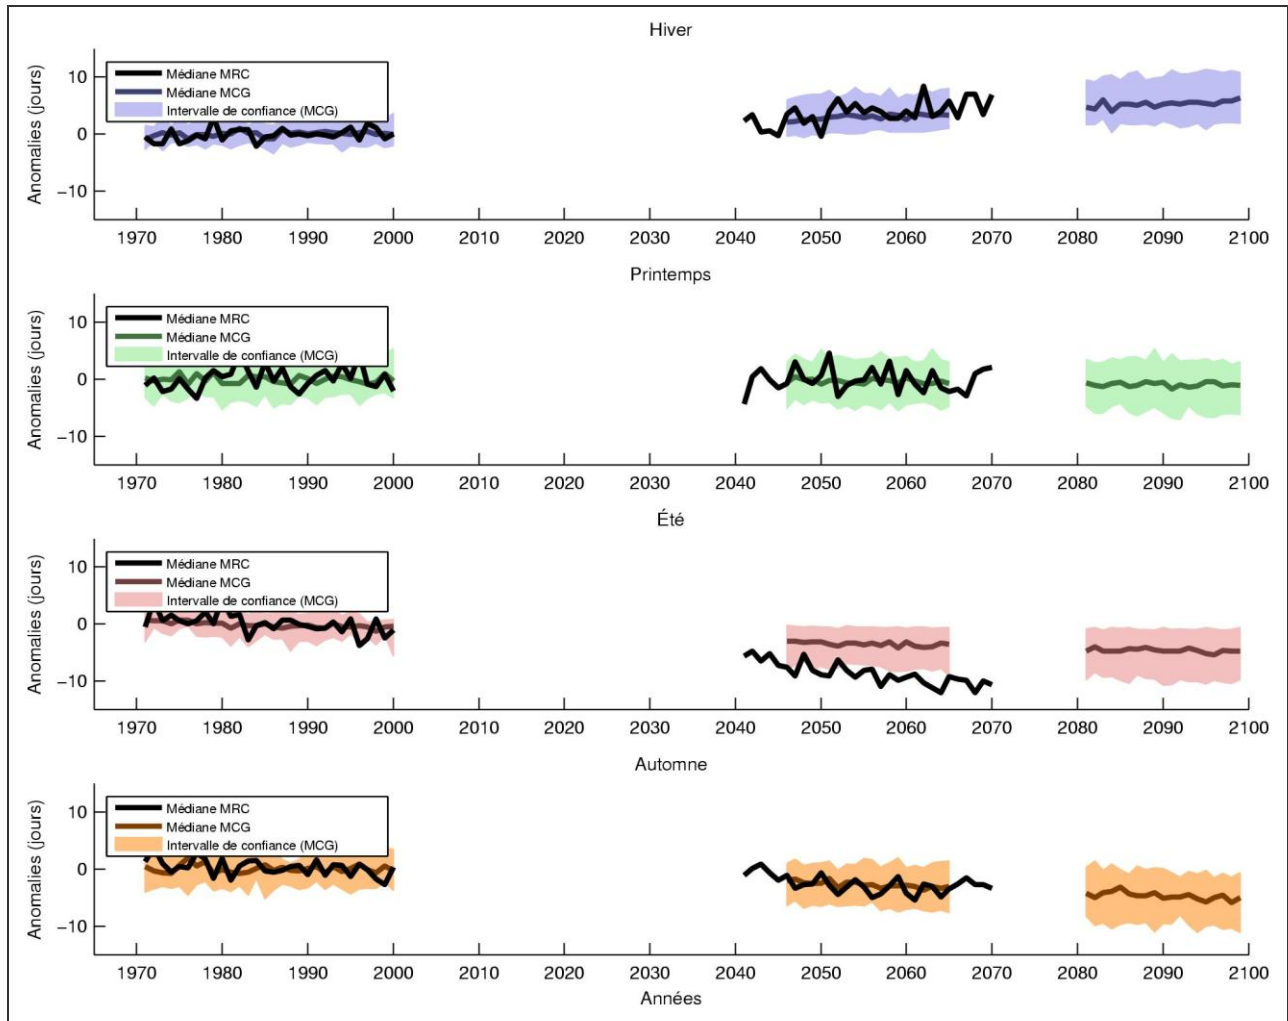 Hiver
Anomalies (jours)
10
0
−10
Médiane MRC
Médiane MCG
Intervalle de confiance (MCG)
1970 1980 1990 2000 2010 2020 2030 2040 2050 2060 2070 2080 2090 2100
Printemps
Anomalies (jours)
10
0
−10
Médiane MRC
Médiane MCG
Intervalle de confiance (MCG)
1970 1980 1990 2000 2010 2020 2030 2040 2050 2060 2070 2080 2090 2100
Été
Anomalies (jours)
10
0
−10
Médiane MRC
Médiane MCG
Intervalle de confiance (MCG)
1970 1980 1990 2000 2010 2020 2030 2040 2050 2060 2070 2080 2090 2100
Automne
Anomalies (jours)
10
0
−10
Médiane MRC
Médiane MCG
Intervalle de confiance (MCG)
1970 1980 1990 2000 2010 2020 2030 2040 2050 2060 2070 2080 2090 2100
Années